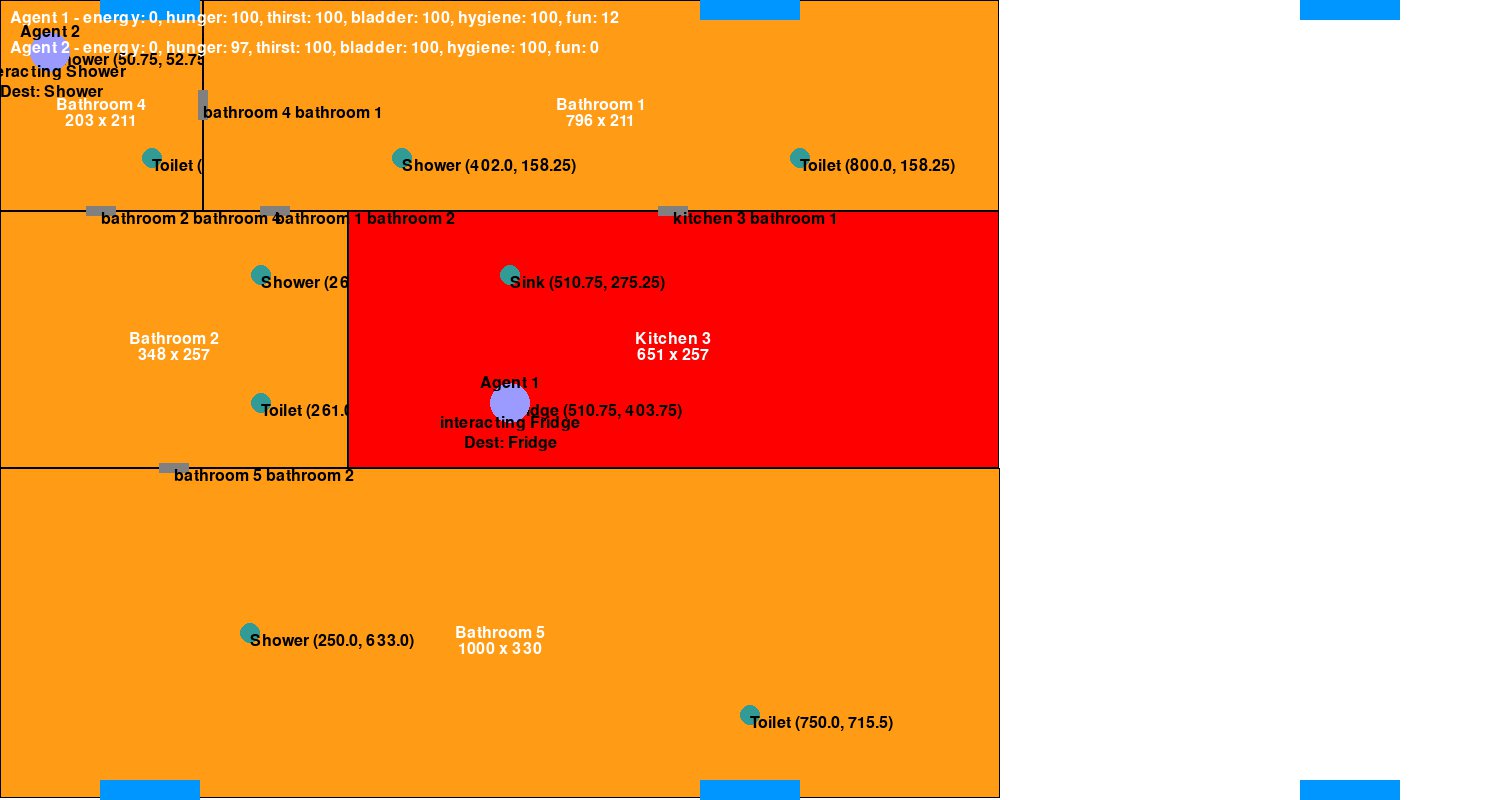 Agent 1 - energy: 0, hunger: 100, thirst: 100, bladder: 100, hygiene: 100, fun: 12
Agent 2
Agent 2 - energy: 0, hunger: 97, thirst: 100, bladder: 100, hygiene: 100, fun: 0
ower (50.75, 52.75
eracting Shower
Dest: Shower
Bathroom 4
203 x 211
Bathroom 1
796 x 211
bathroom 4 bathroom 1
Toilet (
Shower (402.0, 158.25)
Toilet (800.0, 158.25)
bathroom 2 bathroom 4
bathroom 1 bathroom 2
kitchen 3 bathroom 1
Shower (26
Sink (510.75, 275.25)
Bathroom 2
348 x 257
Kitchen 3
651 x 257
Agent 1
Toilet (261.0
dge (510.75, 403.75)
interacting Fridge
Dest: Fridge
bathroom 5 bathroom 2
Shower (250.0, 633.0)
Bathroom 5
1000 x 330
Toilet (750.0, 715.5)